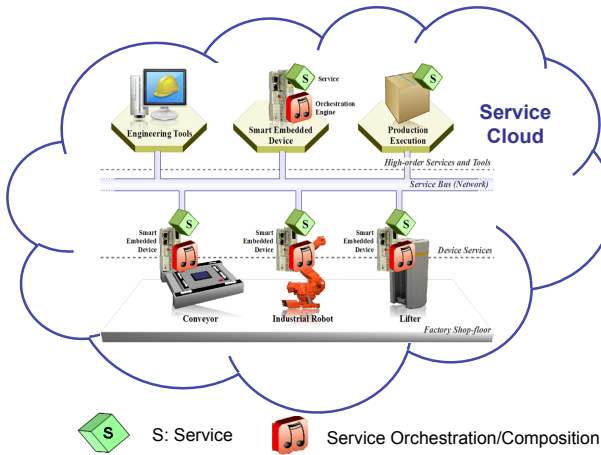 Service
Cloud
S
Service
Orchestration
Engine
S
Engineering Tools
Smart Embedded
Device
Production
Execution
High-order Services and Tools
Service Bus (Network)
S
S
S
Smart
Embedded
Device
Smart
Embedded
Device
Smart
Embedded
Device
Device Services
Conveyor
Industrial Robot
Lifter
Factory Shop-floor
S
S: Service
Service Orchestration/Composition